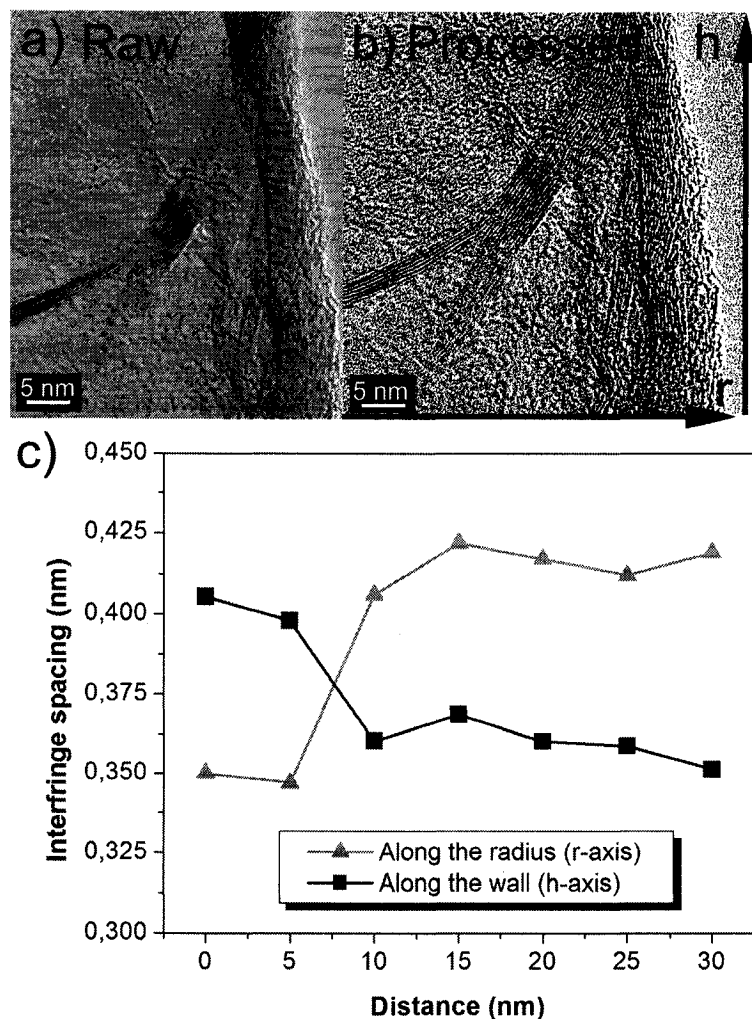 a) Raw
b) Processed
h
5 nm
5 nm
r
c)
0,450
0,425
0,400
0,375
0,350
0,325
0,300
Interfringe spacing (nm)
Along the radius (r-axis)
Along the wall (h-axis)
0 5 10 15 20 25 30
Distance (nm)